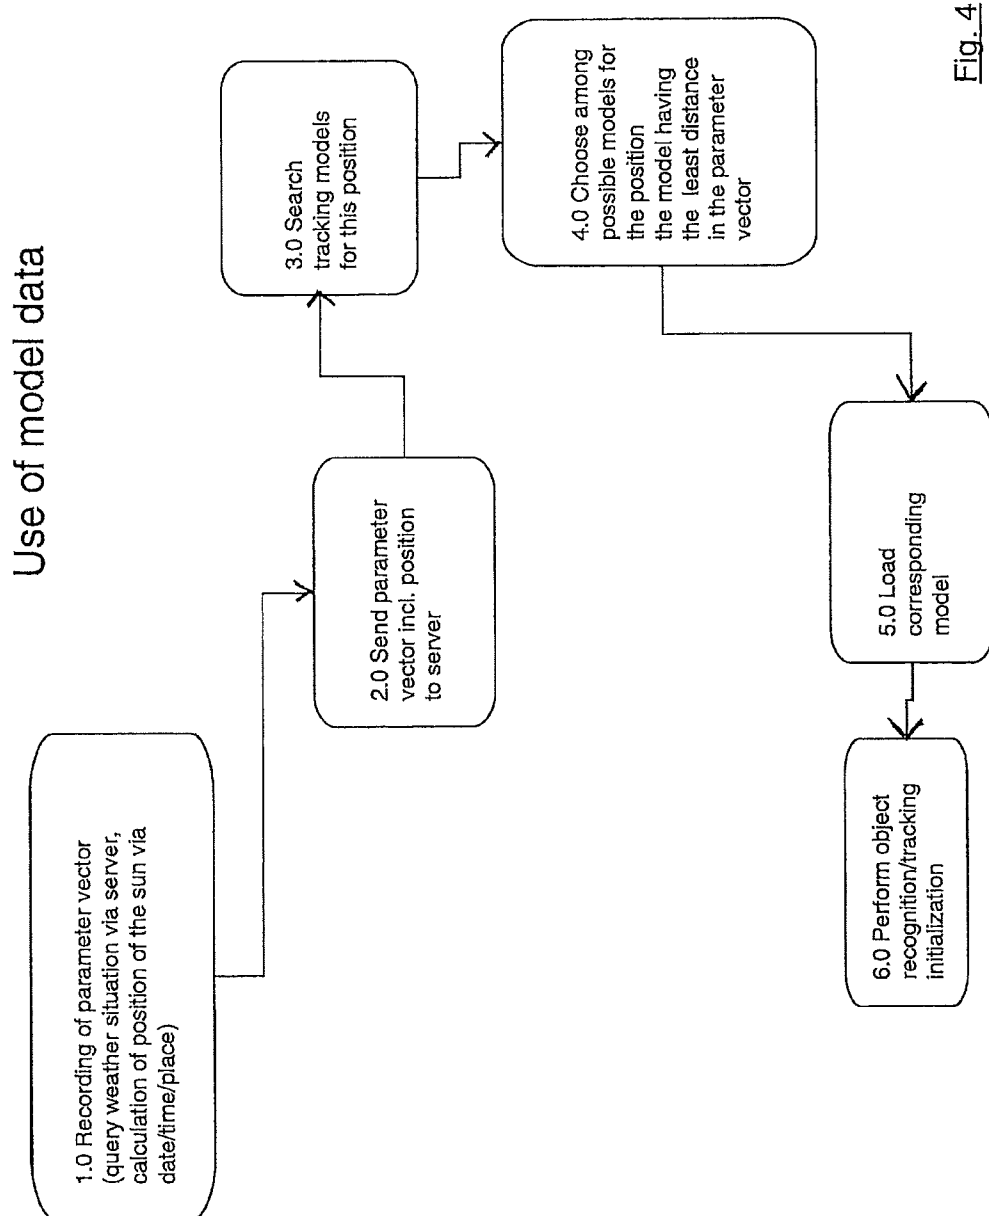 Use of model data
1.0 Recording of parameter vector
(query weather situation via server,
calculation of position of the sun via
date/time/place)
2.0 Send parameter
vector incl. position
to server
3.0 Search
tracking models
for this position
4.0 Choose among
possible models for
the position
the model having
the least distance
in the parameter
vector
5.0 Load
corresponding
model
6.0 Perform object
recognition/tracking
initialization
Fig. 4